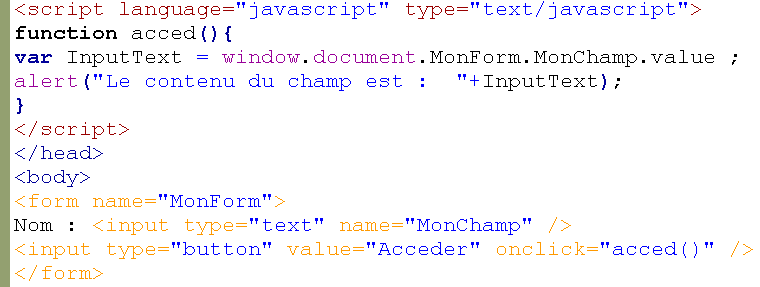 <script language="javascript" type="text/javascript">
function acced(){
var InputText = window.document.MonForm.MonChamp.value ;
alert("Le contenu du champ est :  "+InputText);
}
</script>
</head>
<body>
<form name="MonForm">
Nom : <input type="text" name="MonChamp" />
<input type="button" value="Acceder" onclick="acced()" />
</form>